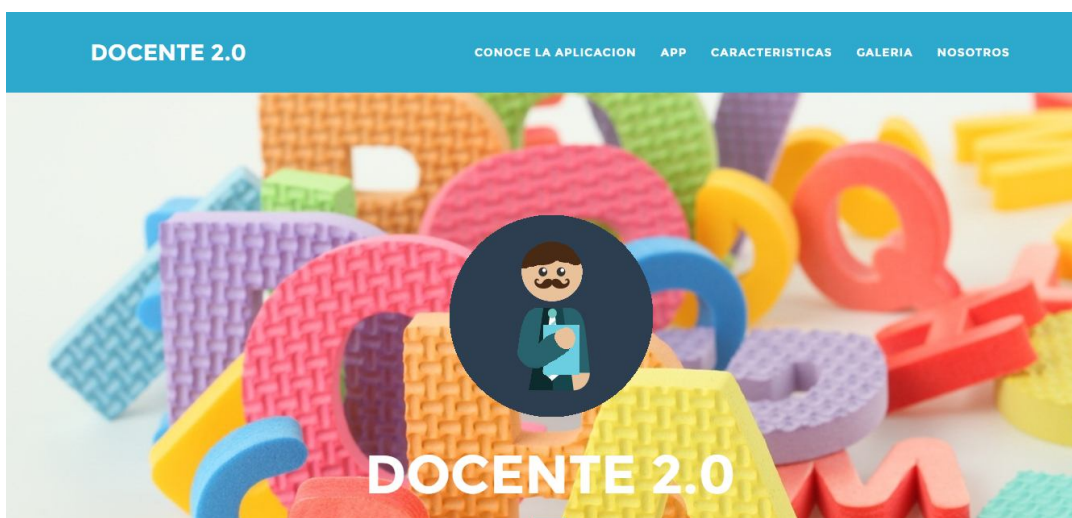 DOCENTE 2.0
CONOCE LA APLICACION APP CARACTERISTICAS GALERIA NOSOTROS
DOCENTE 2.0